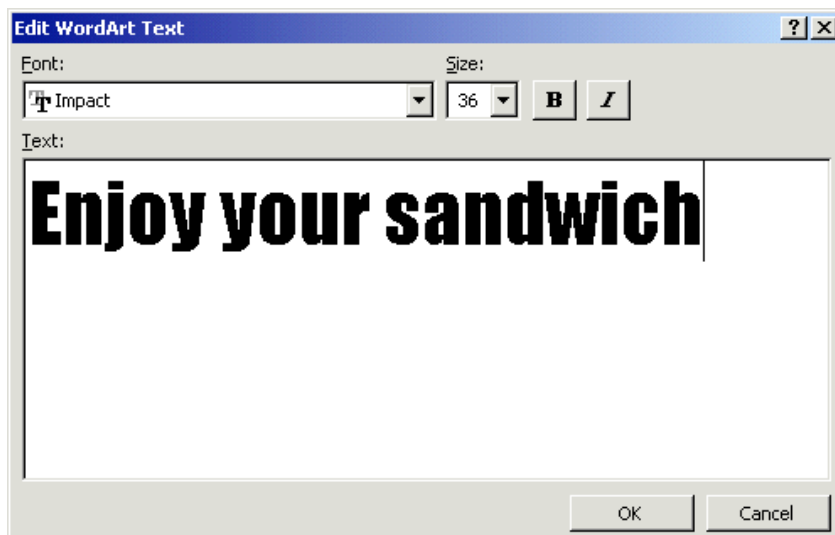 Edit WordArt Text
Font: Size:
Impact 36 B I
Text:
Enjoy your sandwich
OK Cancel